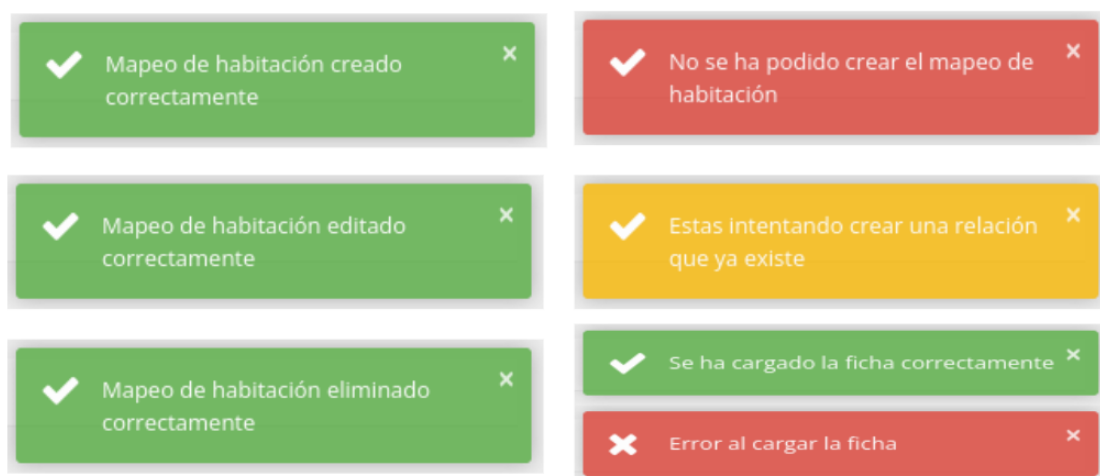 Mapeo de habitación creado
correctamente
No se ha podido crear el mapeo de
habitación
Mapeo de habitación editado
correctamente
Estas intentando crear una relación
que ya existe
Mapeo de habitación eliminado
correctamente
Se ha cargado la ficha correctamente
Error al cargar la ficha